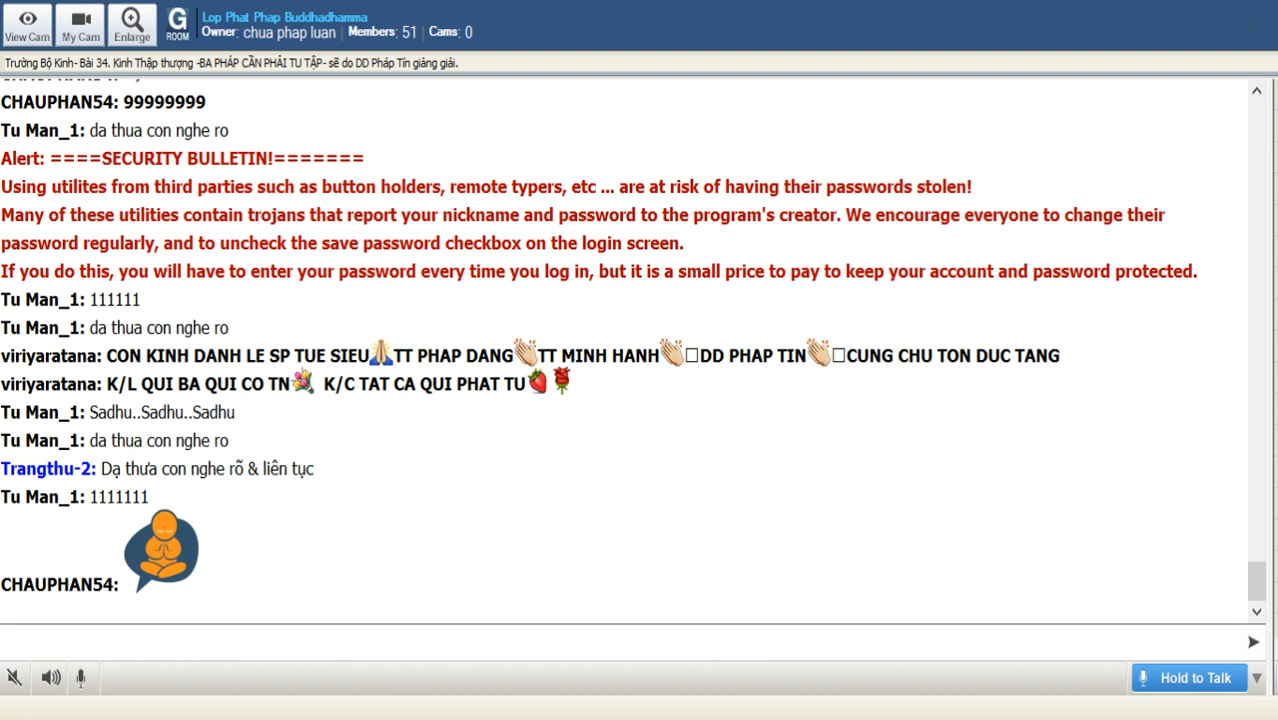 View Cam
My Cam
Enlarge
G
ROOM
Lop Phat Phap Buddhadhamma
Owner: chua phap luan | Members: 51 | Cams: 0
Trường Bộ Kinh- Bài 34. Kinh Thập thượng -BA PHÁP CẦN PHẢI TU TẬP- sẽ do DD Pháp Tín giảng giải.
CHAUPHAN54: 99999999
Tu Man_1: da thua con nghe ro
Alert: ====SECURITY BULLETIN!=======
Using utilites from third parties such as button holders, remote typers, etc ... are at risk of having their passwords stolen!
Many of these utilities contain trojans that report your nickname and password to the program's creator. We encourage everyone to change their
password regularly, and to uncheck the save password checkbox on the login screen.
If you do this, you will have to enter your password every time you log in, but it is a small price to pay to keep your account and password protected.
Tu Man_1: 111111
Tu Man_1: da thua con nghe ro
viriyaratana: CON KINH DANH LE SP TUE SIEU TT PHAP DANG TT MINH HANH DD PHAP TIN CUNG CHU TON DUC TANG
viriyaratana: K/L QUI BA QUI CO TN K/C TAT CA QUI PHAT TU
Tu Man_1: Sadhu..Sadhu..Sadhu
Tu Man_1: da thua con nghe ro
Trangthu-2: Dạ thưa con nghe rõ & liên tục
Tu Man_1: 1111111
CHAUPHAN54:
Hold to Talk